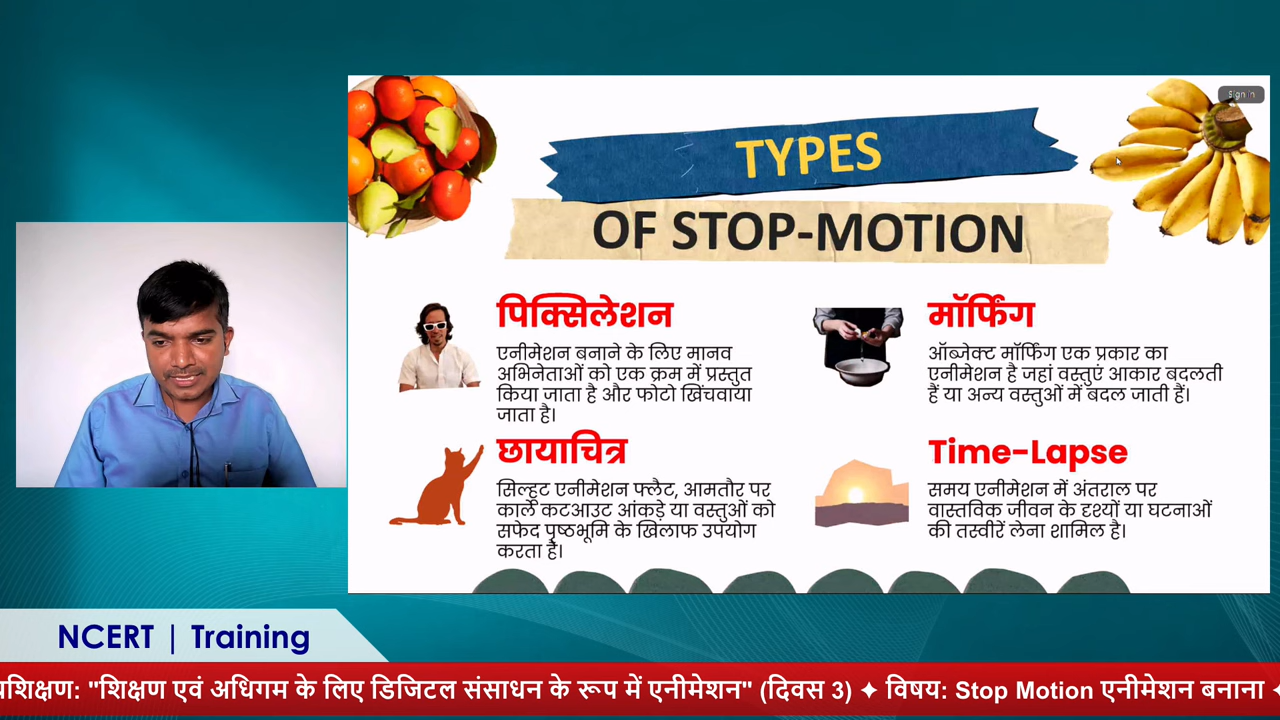 Sign in
TYPES
OF STOP-MOTION
पिक्सिलेशन
एनीमेशन बनाने के लिए मानव
अभिनेताओं को एक क्रम में प्रस्तुत
किया जाता है और फोटो खिंचवाया
जाता है।
मॉर्फिंग
ऑब्जेक्ट मॉर्फिंग एक प्रकार का
एनीमेशन है जहां वस्तुएं आकार बदलती
हैं या अन्य वस्तुओं में बदल जाती हैं।
छायाचित्र
सिल्हूट एनीमेशन फ्लैट, आमतौर पर
काले कटआउट आंकड़े या वस्तुओं को
सफेद पृष्ठभूमि के खिलाफ उपयोग
करता है।
Time-Lapse
समय एनीमेशन में अंतराल पर
वास्तविक जीवन के दृश्यों या घटनाओं
की तस्वीरें लेना शामिल है।
NCERT | Training
प्रशिक्षण: "शिक्षण एवं अधिगम के लिए डिजिटल संसाधन के रूप में एनीमेशन" (दिवस 3) ✦ विषय: Stop Motion एनीमेशन बनाना ✦